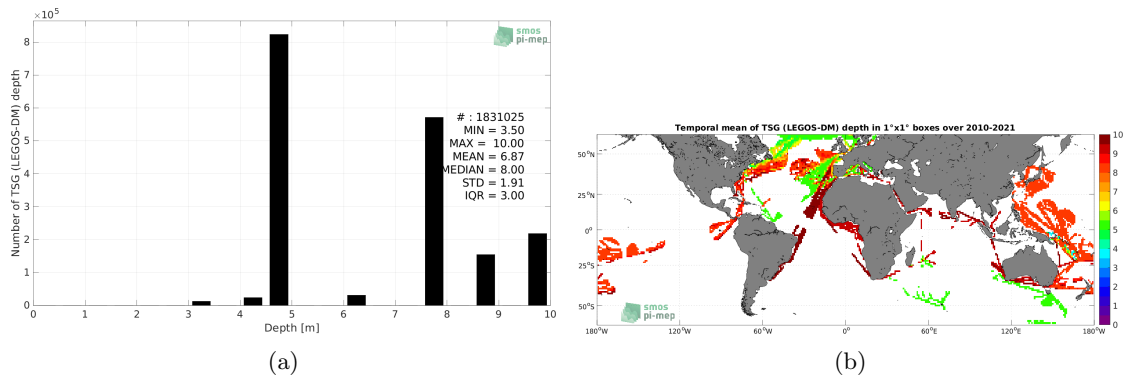 ×10⁵
8
7
6
5
4
3
2
1
0
Number of TSG (LEGOS-DM) depth
smos
pi-mep
# : 1831025
MIN = 3.50
MAX = 10.00
MEAN = 6.87
MEDIAN = 8.00
STD = 1.91
IQR = 3.00
0 1 2 3 4 5 6 7 8 9 10
Depth [m]
(a)
Temporal mean of TSG (LEGOS-DM) depth in 1°x1° boxes over 2010-2021
50°N
25°N
0°
25°S
50°S
180°W 120°W 60°W 0°E 60°E 120°E 180°E
smos
pi-mep
10
9
8
7
6
5
4
3
2
1
0
(b)